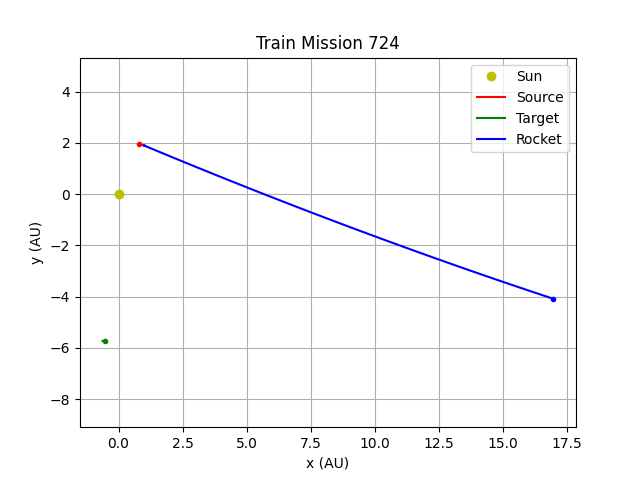 Train Mission 724
Sun
Source
Target
Rocket
4
2
0
−2
−4
−6
−8
y (AU)
0.0
2.5
5.0
7.5
10.0
12.5
15.0
17.5
x (AU)